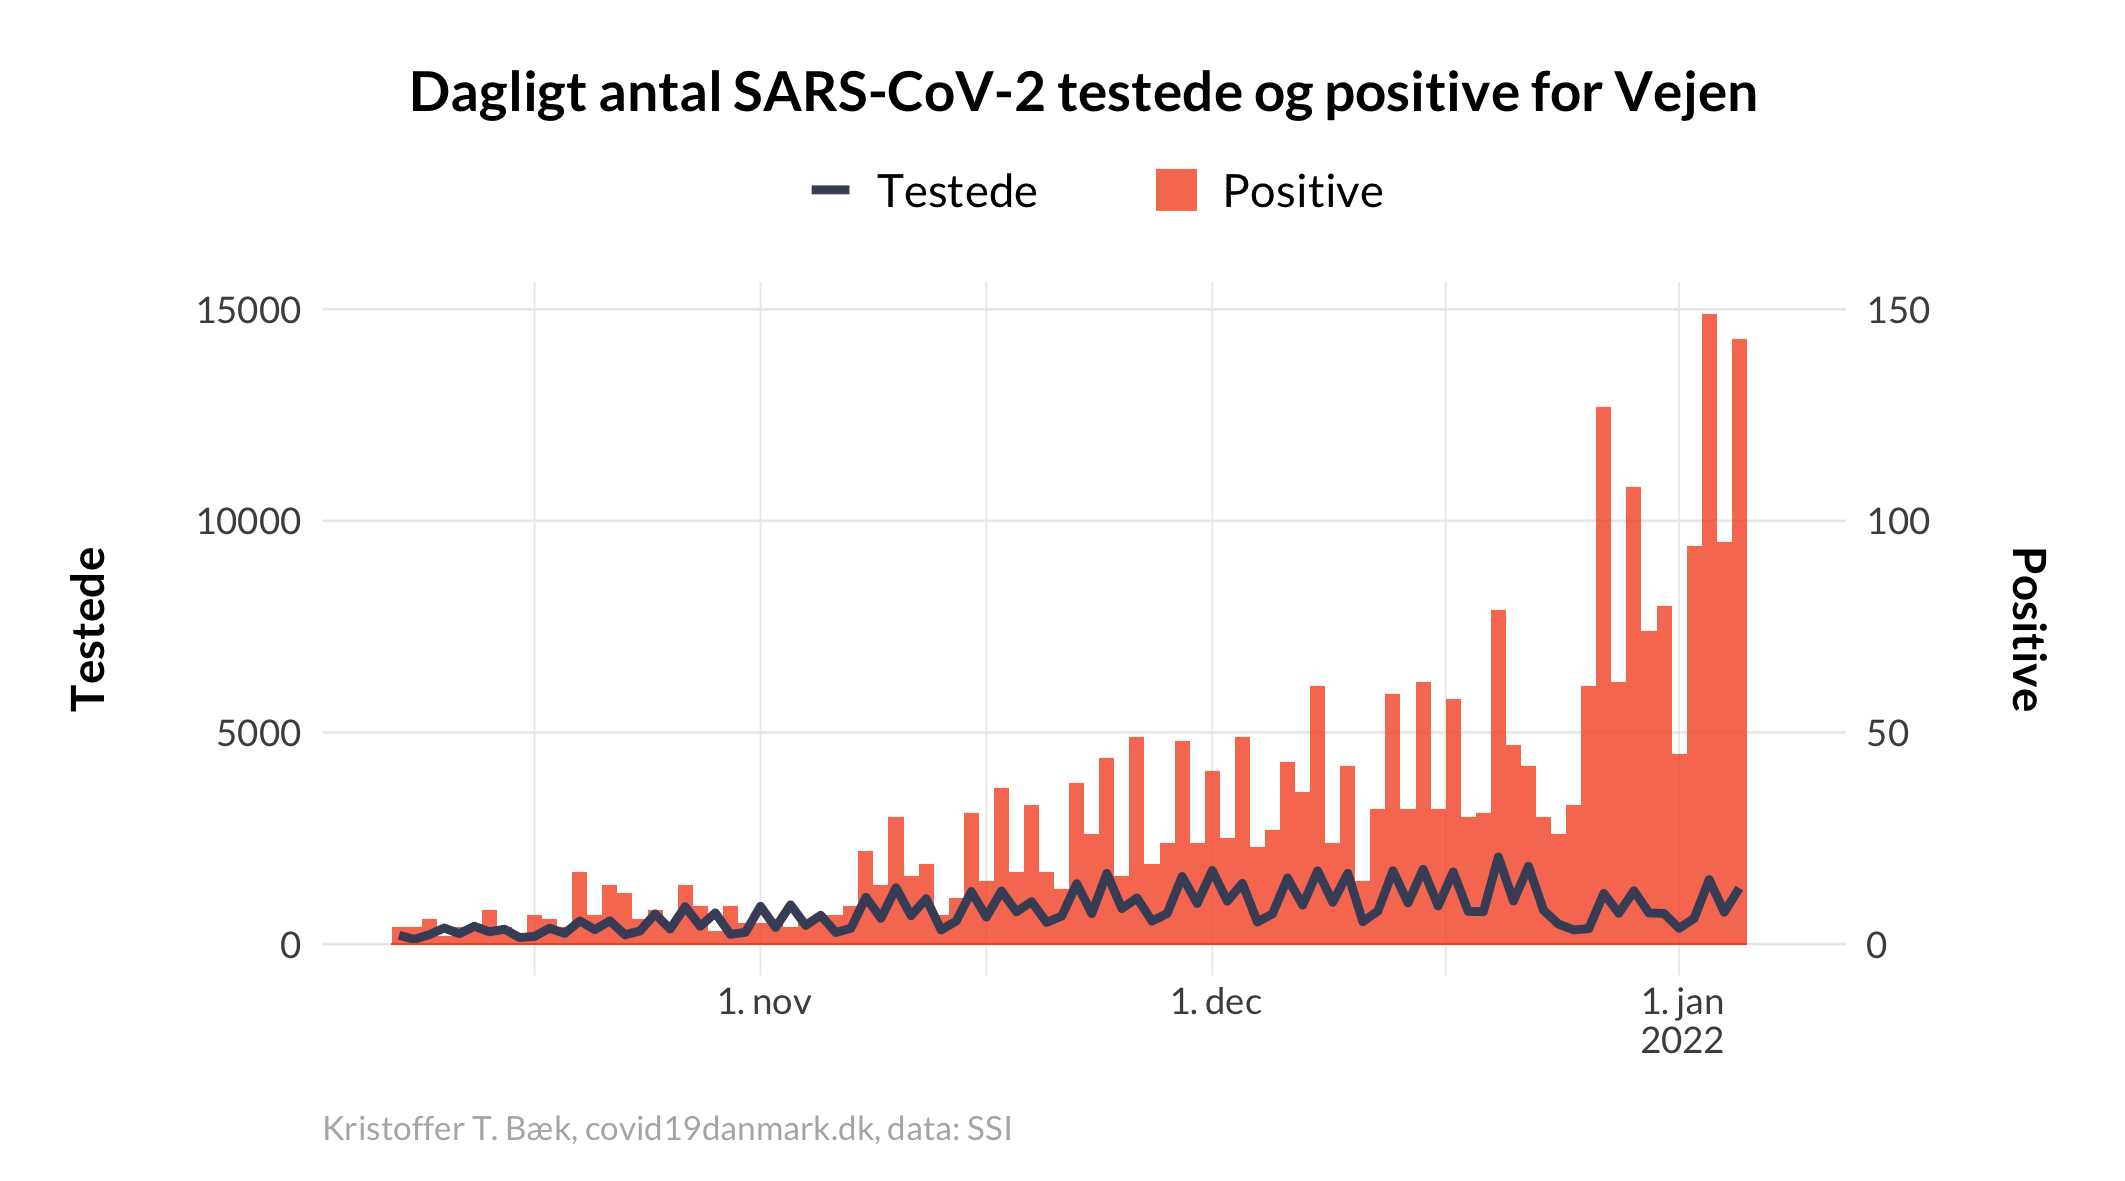 Dagligt antal SARS-CoV-2 testede og positive for Vejen
Testede
Positive
15000
10000
5000
0
150
100
50
0
Testede
Positive
1. nov
1. dec
1. jan
2022
Kristoffer T. Bæk, covid19danmark.dk, data: SSI